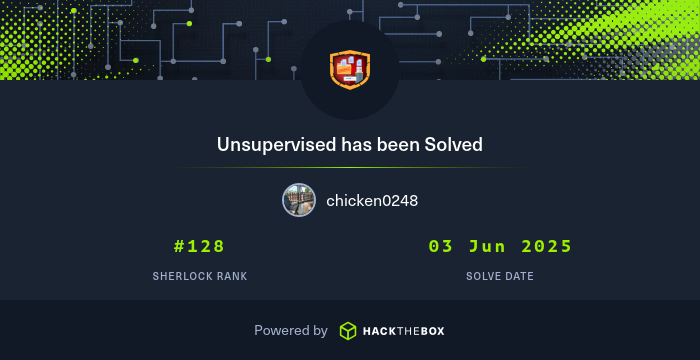 Unsupervised has been Solved
chicken0248
#128
SHERLOCK RANK
03 Jun 2025
SOLVE DATE
Powered by HACKTHEBOX